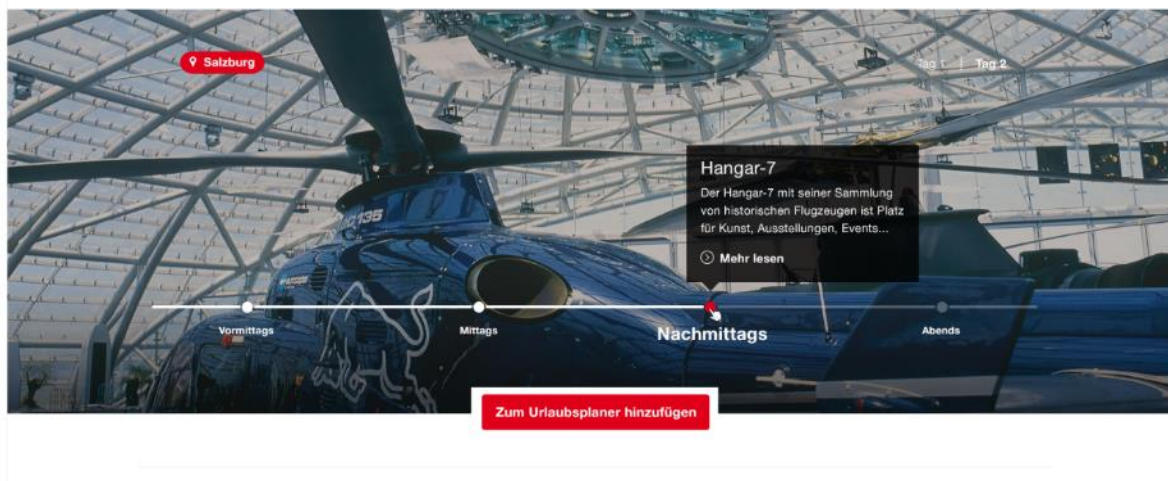 Salzburg
Tag 1 | Tag 2
Hangar-7
Der Hangar-7 mit seiner Sammlung
von historischen Flugzeugen ist Platz
für Kunst, Ausstellungen, Events...
Mehr lesen
135
Vormittags
Mittags
Nachmittags
Abends
Zum Urlaubsplaner hinzufügen